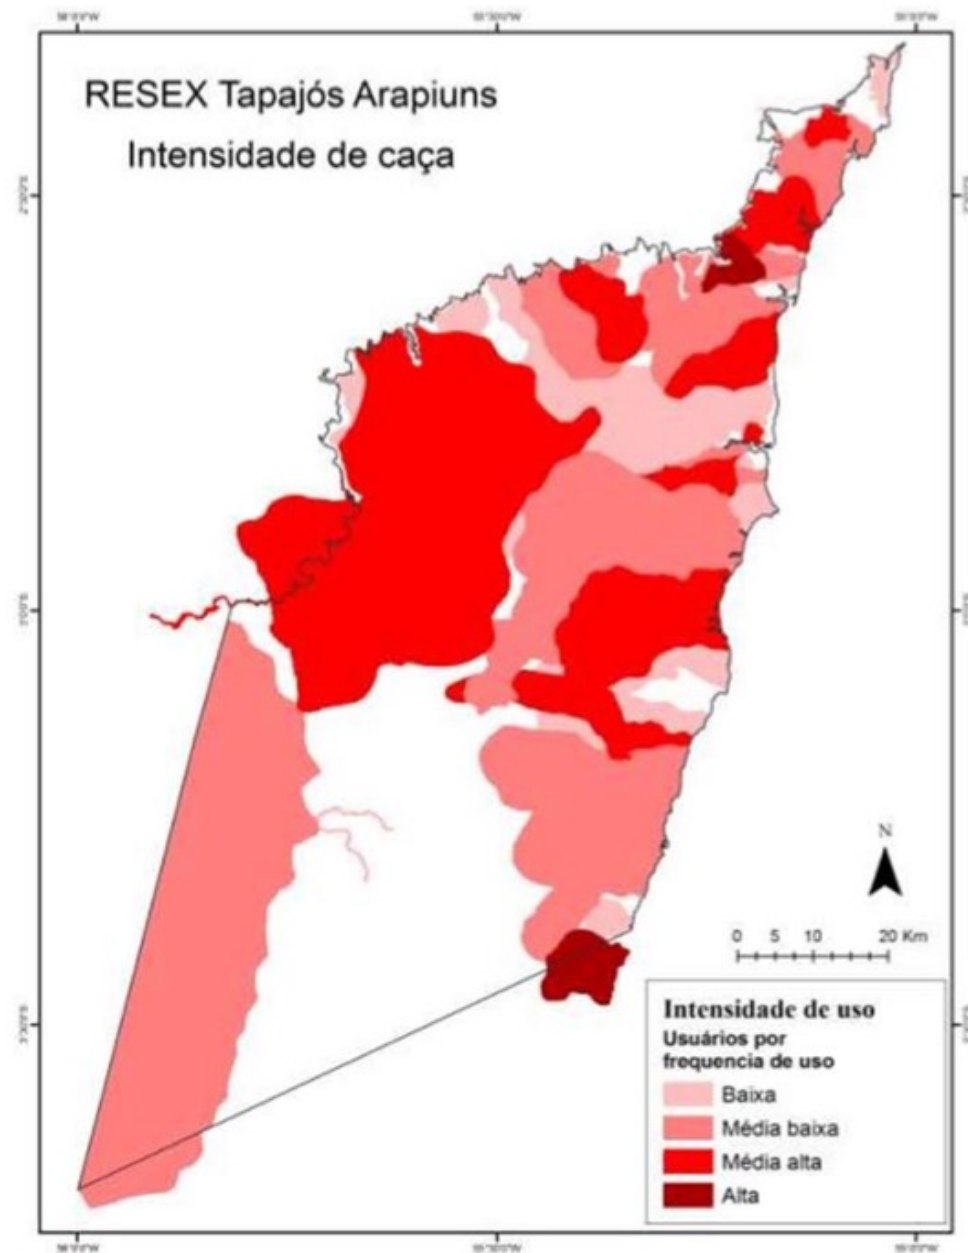 RESEX Tapajós Arapiuns
Intensidade de caça
N
0 5 10 20 Km
Intensidade de uso
Usuários por
frequencia de uso
Baixa
Média baixa
Média alta
Alta